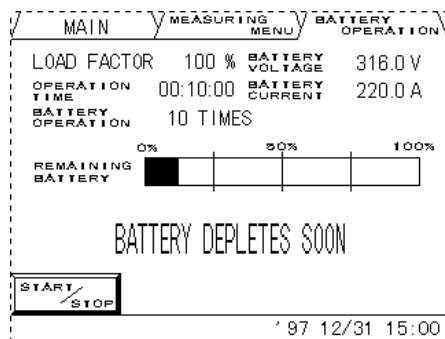 MAIN
MEASURING MENU
BATTERY OPERATION
LOAD FACTOR 100 % BATTERY VOLTAGE 316.0 V
OPERATION TIME 00:10:00 BATTERY CURRENT 220.0 A
BATTERY OPERATION 10 TIMES
0% 50% 100%
REMAINING BATTERY
BATTERY DEPLETES SOON
START/STOP
'97 12/31 15:00